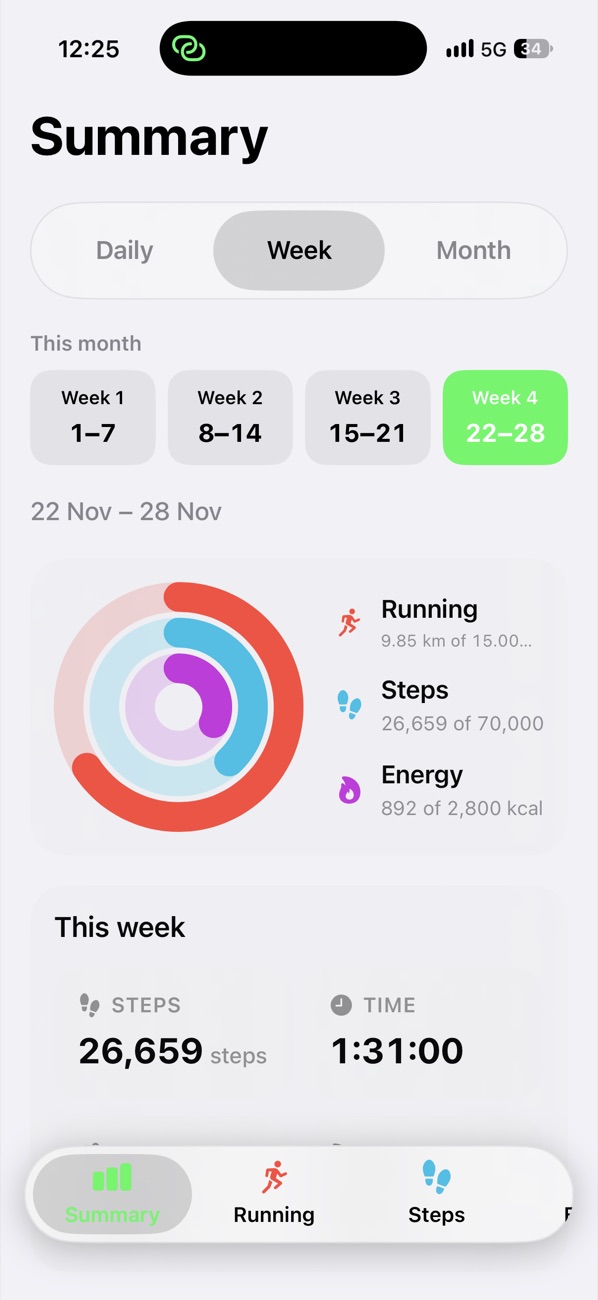 12:25
5G
34
Summary
Daily
Week
Month
This month
Week 1
1–7
Week 2
8–14
Week 3
15–21
Week 4
22–28
22 Nov – 28 Nov
Running
9.85 km of 15.00...
Steps
26,659 of 70,000
Energy
892 of 2,800 kcal
This week
STEPS
26,659 steps
TIME
1:31:00
Summary
Running
Steps